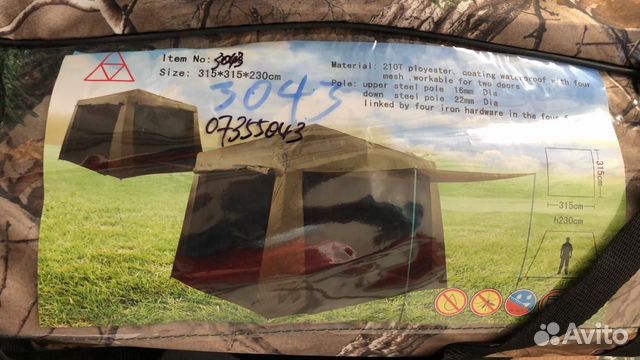 Item No: 3043
Size: 315*315*230cm
3043
07355043
Material: 210T ployester, coating waterproof with four
mesh ,workable for two doors
Pole: upper steel pole 16mm Dia
down steel pole 22mm Dia
linked by four iron hardware in the four
315cm
315cm
h230cm
Avito